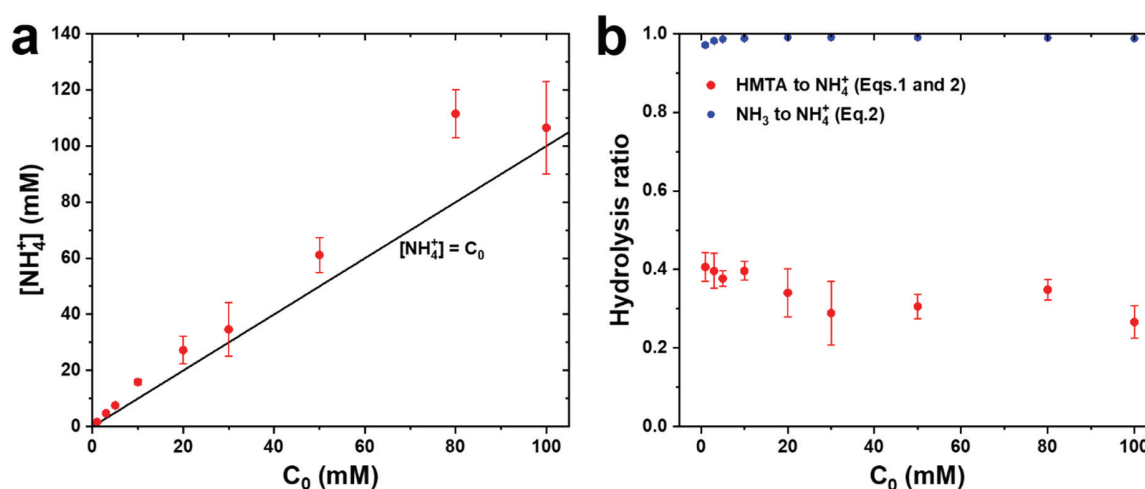 a
140
120
100
80
60
40
20
0
[NH₄⁺] (mM)
[NH₄⁺] = C₀
0 20 40 60 80 100
C₀ (mM)
b
1.0
0.8
0.6
0.4
0.2
0.0
Hydrolysis ratio
HMTA to NH₄⁺ (Eqs.1 and 2)
NH₃ to NH₄⁺ (Eq.2)
0 20 40 60 80 100
C₀ (mM)